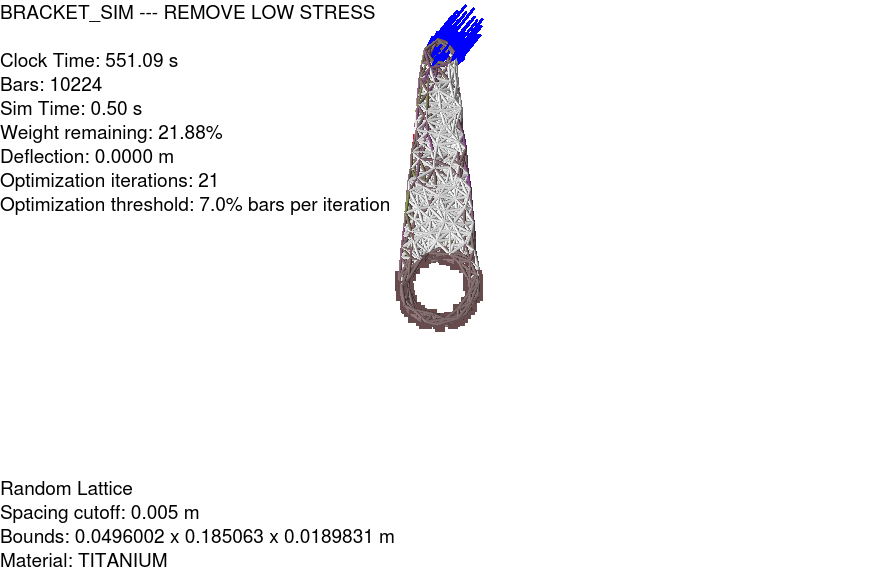 BRACKET_SIM --- REMOVE LOW STRESS
Clock Time: 551.09 s
Bars: 10224
Sim Time: 0.50 s
Weight remaining: 21.88%
Deflection: 0.0000 m
Optimization iterations: 21
Optimization threshold: 7.0% bars per iteration
Random Lattice
Spacing cutoff: 0.005 m
Bounds: 0.0496002 x 0.185063 x 0.0189831 m
Material: TITANIUM